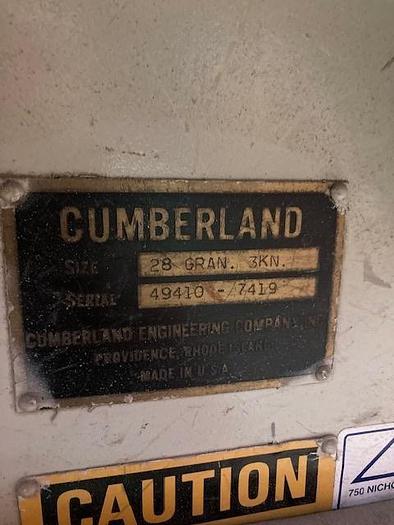 CUMBERLAND
SIZE 28 GRAN. 3KN.
SERIAL 49410 - 7419
CUMBERLAND ENGINEERING COMPANY, INC
PROVIDENCE, RHODE ISLAND
MADE IN U.S.A.
CAUTION
750 NICHO